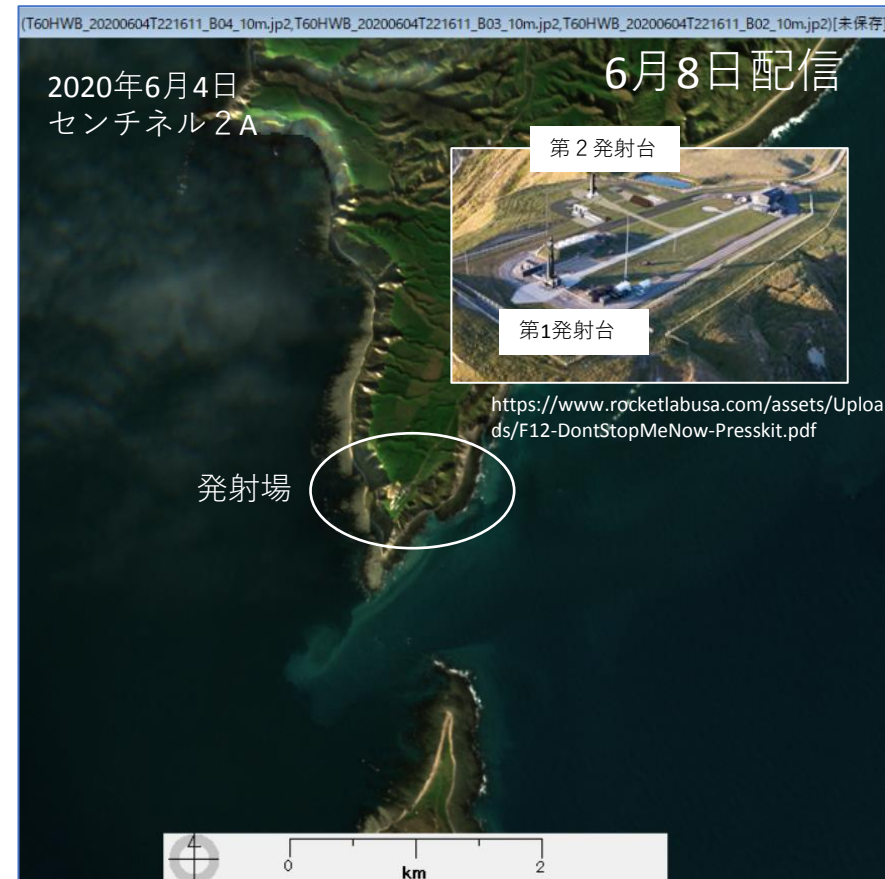 (T60HWB_20200604T221611_B04_10m.jp2,T60HWB_20200604T221611_B03_10m.jp2,T60HWB_20200604T221611_B02_10m.jp2)[未保存]
2020年6月4日
センチネル２A
6月8日配信
第２発射台
第1発射台
https://www.rocketlabusa.com/assets/Uploa
ds/F12-DontStopMeNow-Presskit.pdf
発射場
4
0
2
km